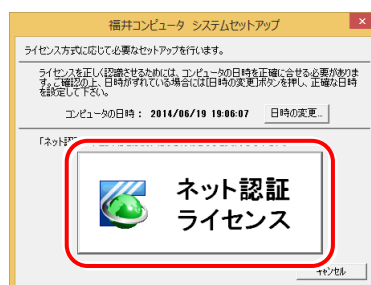 福井コンピュータ システムセットアップ
ライセンス方式に応じて必要なセットアップを行います。
ライセンスを正しく認識させるためには、コンピュータの日時を正確に合せる必要がありま
す。ご確認の上、日時がずれている場合には[日時の変更]ボタンを押し、正確な日時
を設定して下さい。
コンピュータの日時： 2014/06/19 19:06:07 日時の変更...
「ネット認
ネット認証
ライセンス
キャンセル